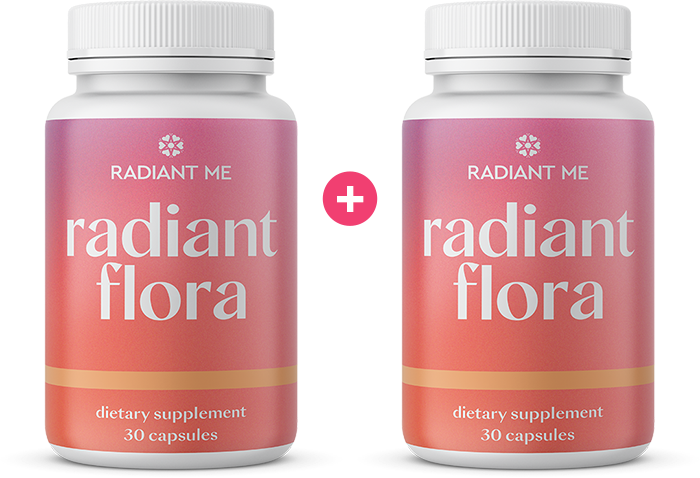 RADIANT ME
radiant
flora
dietary supplement
30 capsules
+
RADIANT ME
radiant
flora
dietary supplement
30 capsules